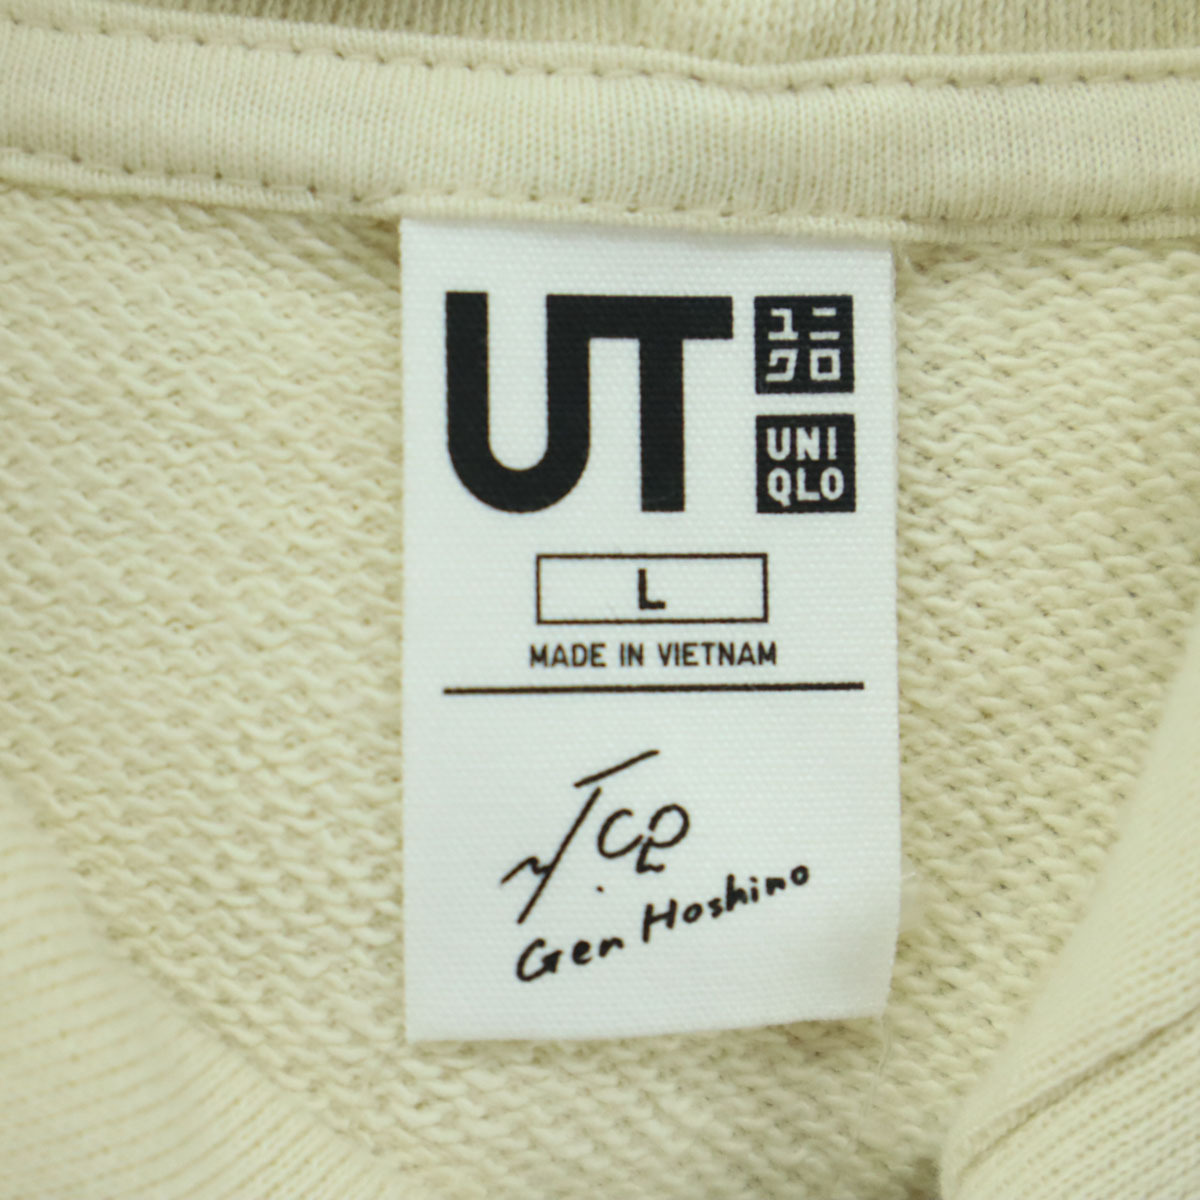 UT
ユニ
クロ
UNI
QLO
L
MADE IN VIETNAM
Gen Hoshino